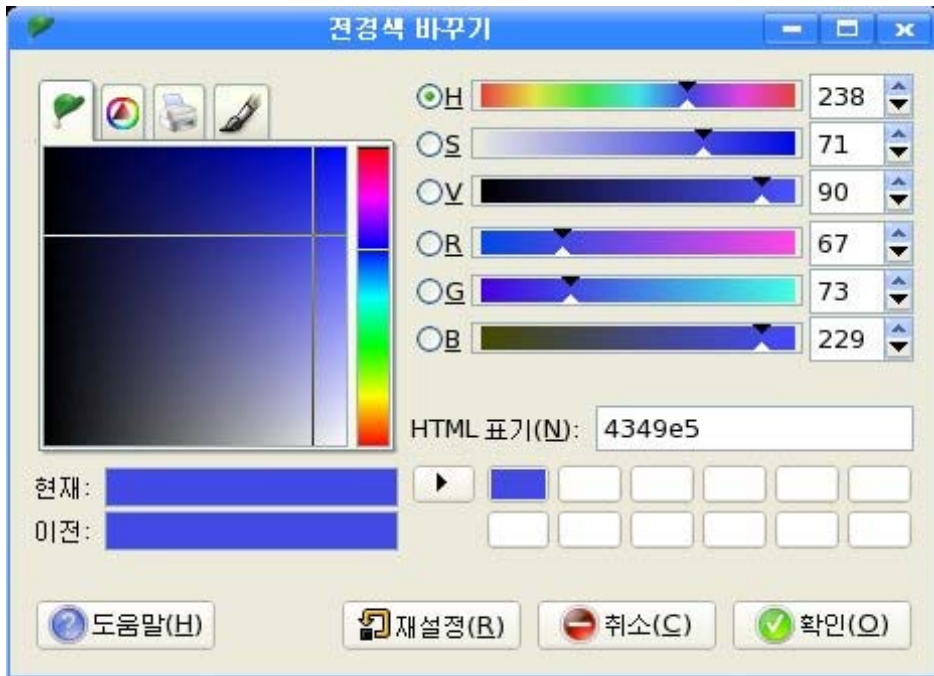 전경색 바꾸기
H 238
S 71
V 90
R 67
G 73
B 229
HTML 표기(N): 4349e5
현재:
이전:
도움말(H) 재설정(R) 취소(C) 확인(O)